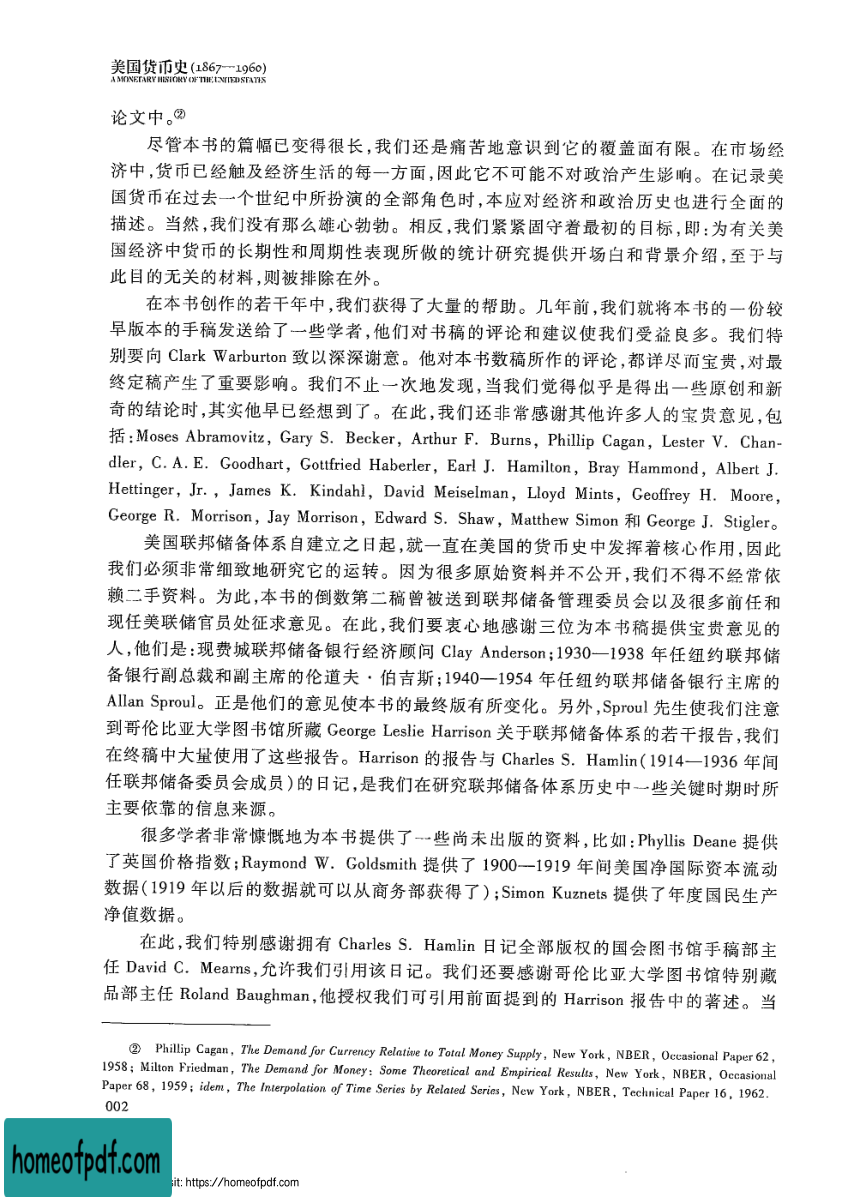 美国货币史(1867—1960)
A MONETARY HISTORY OF THE UNITED STATES
论文中。②
尽管本书的篇幅已变得很长,我们还是痛苦地意识到它的覆盖面有限。在市场经
济中,货币已经触及经济生活的每一方面,因此它不可能不对政治产生影响。在记录美
国货币在过去一个世纪中所扮演的全部角色时,本应对经济和政治历史也进行全面的
描述。当然,我们没有那么雄心勃勃。相反,我们紧紧固守着最初的目标,即:为有关美
国经济中货币的长期性和周期性表现所做的统计研究提供开场白和背景介绍,至于与
此目的无关的材料,则被排除在外。
在本书创作的若干年中,我们获得了大量的帮助。几年前,我们就将本书的一份较
早版本的手稿发送给了一些学者,他们对书稿的评论和建议使我们受益良多。我们特
别要向 Clark Warburton 致以深深谢意。他对本书数稿所作的评论,都详尽而宝贵,对最
终定稿产生了重要影响。我们不止一次地发现,当我们觉得似乎是得出一些原创和新
奇的结论时,其实他早已经想到了。在此,我们还非常感谢其他许多人的宝贵意见,包
括:Moses Abramovitz, Gary S. Becker, Arthur F. Burns, Phillip Cagan, Lester V. Chan-
dler, C. A. E. Goodhart, Gottfried Haberler, Earl J. Hamilton, Bray Hammond, Albert J.
Hettinger, Jr., James K. Kindahl, David Meiselman, Lloyd Mints, Geoffrey H. Moore,
George R. Morrison, Jay Morrison, Edward S. Shaw, Matthew Simon 和 George J. Stigler。
美国联邦储备体系自建立之日起,就一直在美国的货币史中发挥着核心作用,因此
我们必须非常细致地研究它的运转。因为很多原始资料并不公开,我们不得不经常依
赖二手资料。为此,本书的倒数第二稿曾被送到联邦储备管理委员会以及很多前任和
现任美联储官员处征求意见。在此,我们要衷心地感谢三位为本书稿提供宝贵意见的
人,他们是:现费城联邦储备银行经济顾问 Clay Anderson;1930—1938 年任纽约联邦储
备银行副总裁和副主席的伦道夫·伯吉斯;1940—1954 年任纽约联邦储备银行主席的
Allan Sproul。正是他们的意见使本书的最终版有所变化。另外,Sproul 先生使我们注意
到哥伦比亚大学图书馆所藏 George Leslie Harrison 关于联邦储备体系的若干报告,我们
在终稿中大量使用了这些报告。Harrison 的报告与 Charles S. Hamlin(1914—1936 年间
任联邦储备委员会成员)的日记,是我们在研究联邦储备体系历史中一些关键时期时所
主要依靠的信息来源。
很多学者非常慷慨地为本书提供了一些尚未出版的资料,比如:Phyllis Deane 提供
了英国价格指数;Raymond W. Goldsmith 提供了 1900—1919 年间美国净国际资本流动
数据(1919 年以后的数据就可以从商务部获得了);Simon Kuznets 提供了年度国民生产
净值数据。
在此,我们特别感谢拥有 Charles S. Hamlin 日记全部版权的国会图书馆手稿部主
任 David C. Mearns,允许我们引用该日记。我们还要感谢哥伦比亚大学图书馆特别藏
品部主任 Roland Baughman,他授权我们可引用前面提到的 Harrison 报告中的著述。当
② Phillip Cagan, The Demand for Currency Relative to Total Money Supply, New York, NBER, Occasional Paper 62,
1958; Milton Friedman, The Demand for Money: Some Theoretical and Empirical Results, New York, NBER, Occasional
Paper 68, 1959; idem, The Interpolation of Time Series by Related Series, New York, NBER, Technical Paper 16, 1962.
002
homeofpdf.com
sit: https://homeofpdf.com